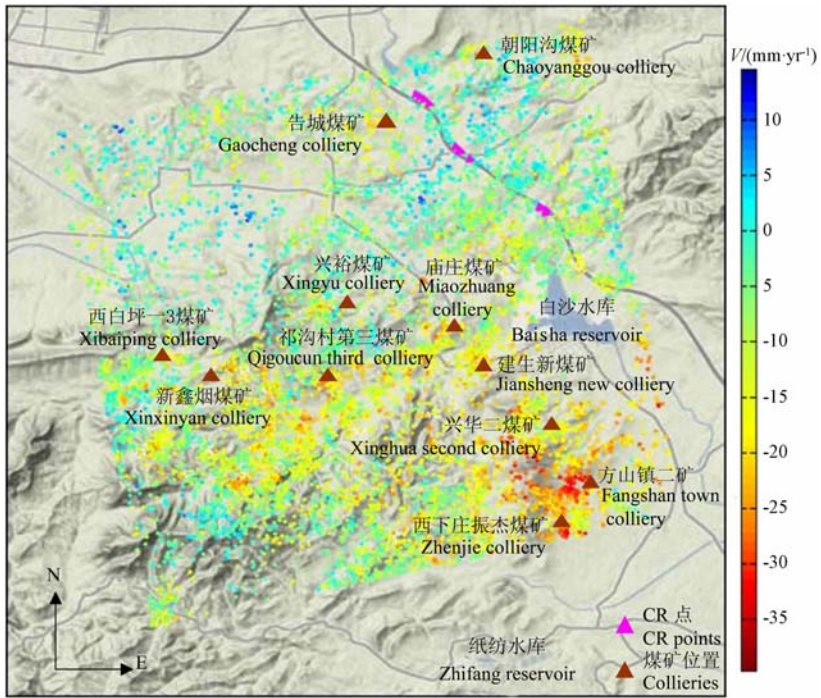 朝阳沟煤矿
Chaoyanggou colliery
V/(mm·yr⁻¹)
告城煤矿
Gaocheng colliery
10
5
0
-5
-10
-15
-20
-25
-30
-35
兴裕煤矿
Xingyu colliery
庙庄煤矿
Miaozhuang
colliery
白沙水库
Baisha reservoir
西白坪一3煤矿
Xibaiping colliery
祁沟村第三煤矿
Qigoucun third colliery
建生新煤矿
Jiansheng new colliery
新鑫烟煤矿
Xinxinyan colliery
兴华二煤矿
Xinghua second colliery
方山镇二矿
Fangshan town
colliery
西下庄振杰煤矿
Zhenjie colliery
N
E
纸纺水库
Zhifang reservoir
CR 点
CR points
煤矿位置
Collieries